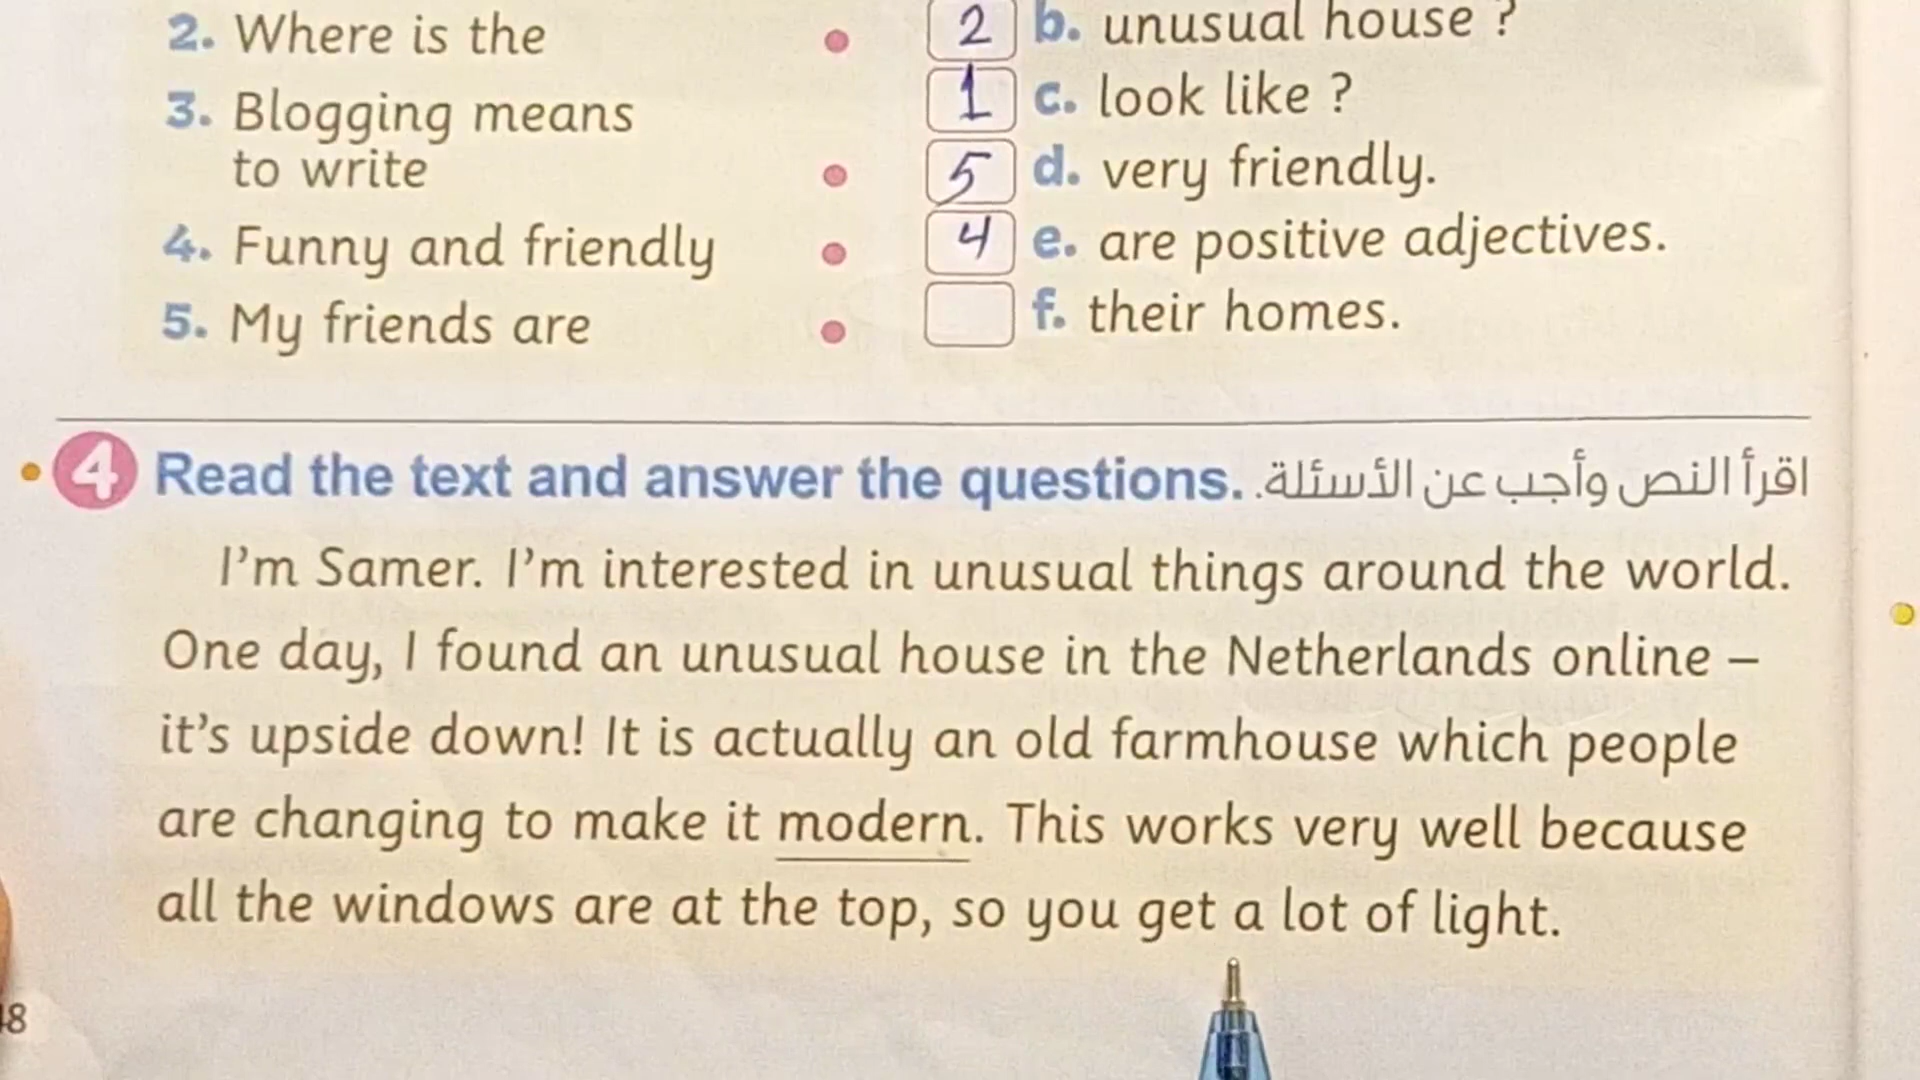 2. Where is the
2 b. unusual house ?
3. Blogging means
1 c. look like ?
to write
5 d. very friendly.
4. Funny and friendly
4 e. are positive adjectives.
5. My friends are
f. their homes.
4 Read the text and answer the questions. اقرأ النص وأجب عن الأسئلة.
I'm Samer. I'm interested in unusual things around the world.
One day, I found an unusual house in the Netherlands online –
it's upside down! It is actually an old farmhouse which people
are changing to make it modern. This works very well because
all the windows are at the top, so you get a lot of light.